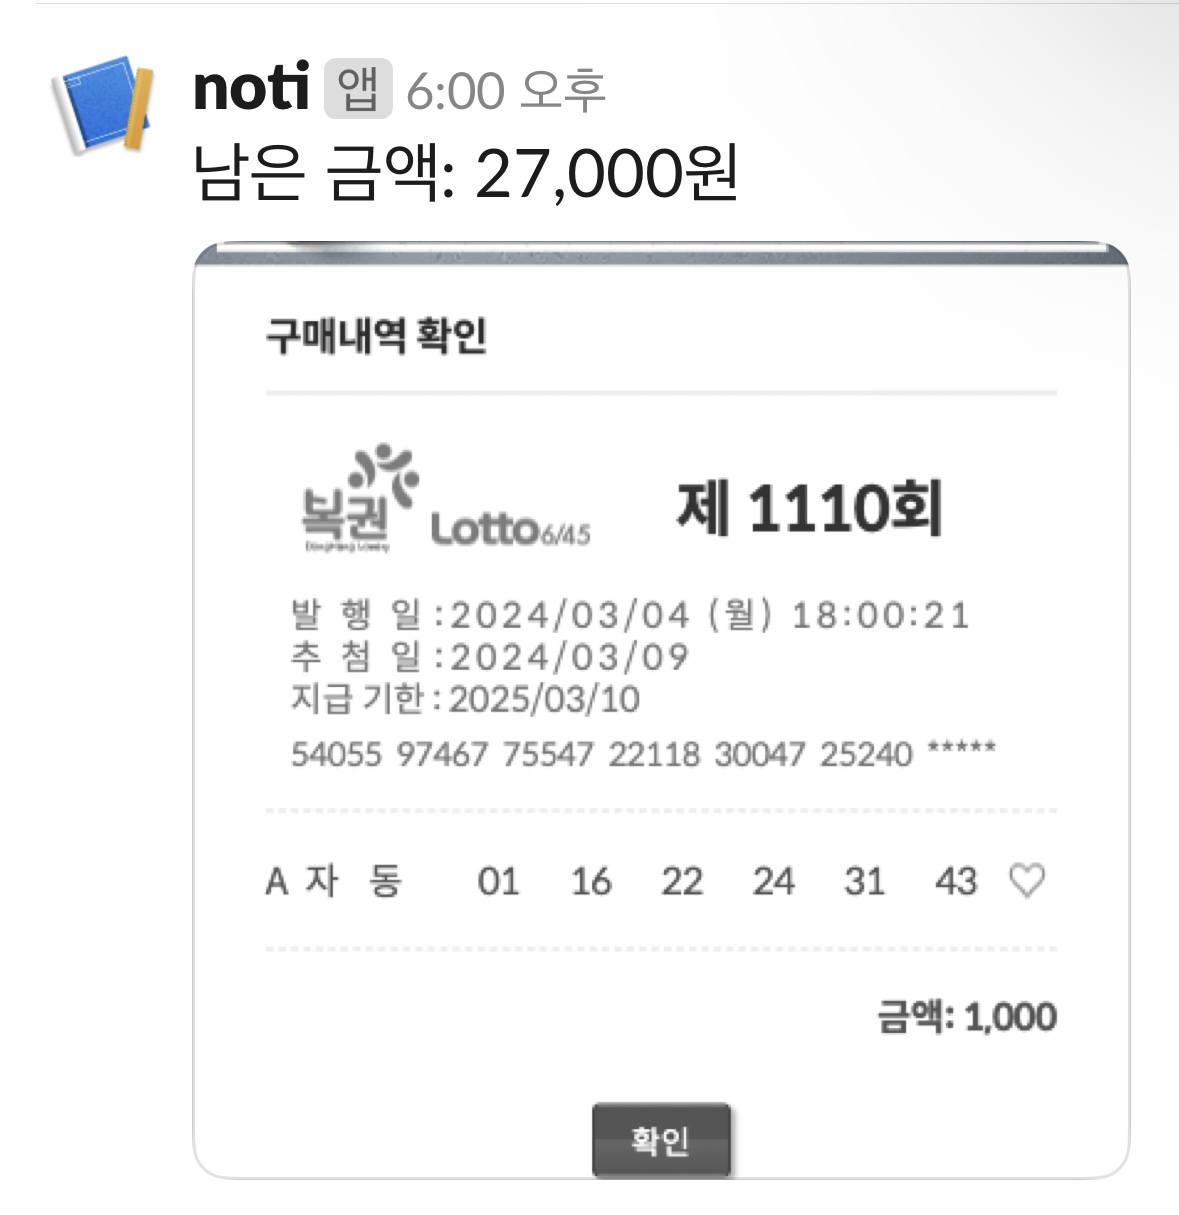 noti 앱 6:00 오후
남은 금액: 27,000원
구매내역 확인
복권 Lotto6/45 제 1110회
발 행 일 :2024/03/04 (월) 18:00:21
추 첨 일 :2024/03/09
지급 기한 : 2025/03/10
54055 97467 75547 22118 30047 25240 *****
A 자 동 01 16 22 24 31 43 ♡
금액: 1,000
확인